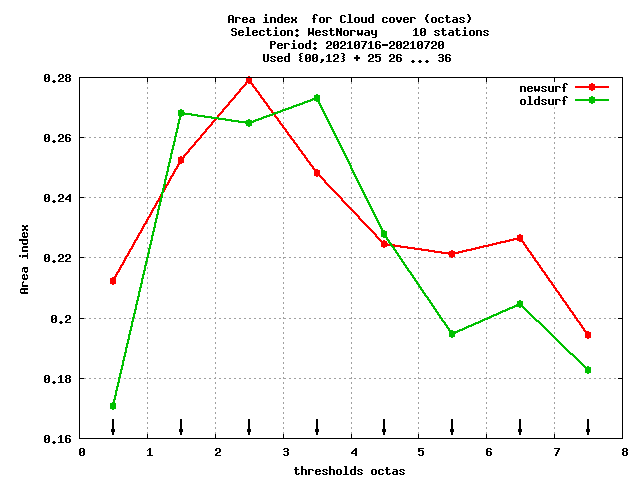 Area index  for Cloud cover (octas)
Selection: WestNorway     10 stations
Period: 20210716-20210720
Used {00,12} + 25 26 ... 36
newsurf
oldsurf
0.28
0.26
0.24
0.22
0.2
0.18
0.16
Area index
0 1 2 3 4 5 6 7 8
thresholds octas